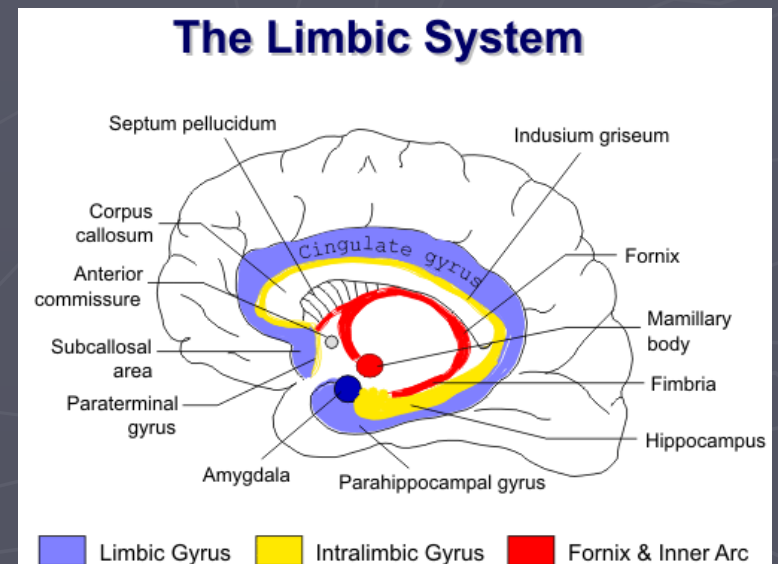 The Limbic System
Septum pellucidum
Indusium griseum
Corpus
callosum
Cingulate gyrus
Fornix
Anterior
commissure
Mamillary
body
Subcallosal
area
Fimbria
Paraterminal
gyrus
Hippocampus
Amygdala
Parahippocampal gyrus
Limbic Gyrus
Intralimbic Gyrus
Fornix & Inner Arc